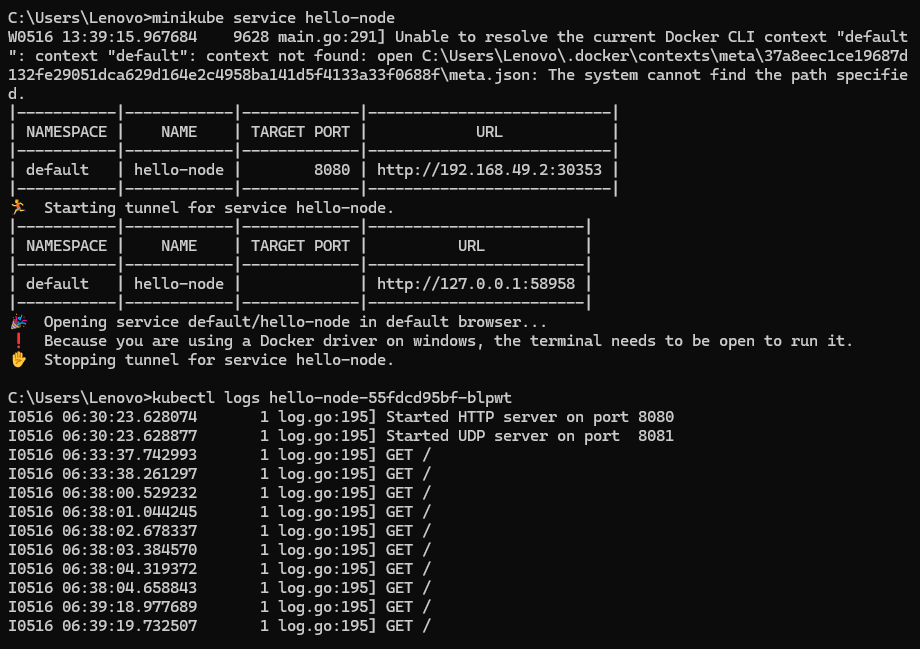 C:\Users\Lenovo>minikube service hello-node
W0516 13:39:15.967684    9628 main.go:291] Unable to resolve the current Docker CLI context "default
": context "default": context not found: open C:\Users\Lenovo\.docker\contexts\meta\37a8eec1ce19687d
132fe29051dca629d164e2c4958ba141d5f4133a33f0688f\meta.json: The system cannot find the path specifie
d.
|-----------|------------|-------------|---------------------------|
| NAMESPACE |    NAME    | TARGET PORT |            URL            |
|-----------|------------|-------------|---------------------------|
| default   | hello-node |        8080 | http://192.168.49.2:30353 |
|-----------|------------|-------------|---------------------------|
🏃  Starting tunnel for service hello-node.
|-----------|------------|-------------|------------------------|
| NAMESPACE |    NAME    | TARGET PORT |          URL           |
|-----------|------------|-------------|------------------------|
| default   | hello-node |             | http://127.0.0.1:58958 |
|-----------|------------|-------------|------------------------|
🎉  Opening service default/hello-node in default browser...
❗  Because you are using a Docker driver on windows, the terminal needs to be open to run it.
✋  Stopping tunnel for service hello-node.
C:\Users\Lenovo>kubectl logs hello-node-55fdcd95bf-blpwt
I0516 06:30:23.628074       1 log.go:195] Started HTTP server on port 8080
I0516 06:30:23.628877       1 log.go:195] Started UDP server on port  8081
I0516 06:33:37.742993       1 log.go:195] GET /
I0516 06:33:38.261297       1 log.go:195] GET /
I0516 06:38:00.529232       1 log.go:195] GET /
I0516 06:38:01.044245       1 log.go:195] GET /
I0516 06:38:02.678337       1 log.go:195] GET /
I0516 06:38:03.384570       1 log.go:195] GET /
I0516 06:38:04.319372       1 log.go:195] GET /
I0516 06:38:04.658843       1 log.go:195] GET /
I0516 06:39:18.977689       1 log.go:195] GET /
I0516 06:39:19.732507       1 log.go:195] GET /